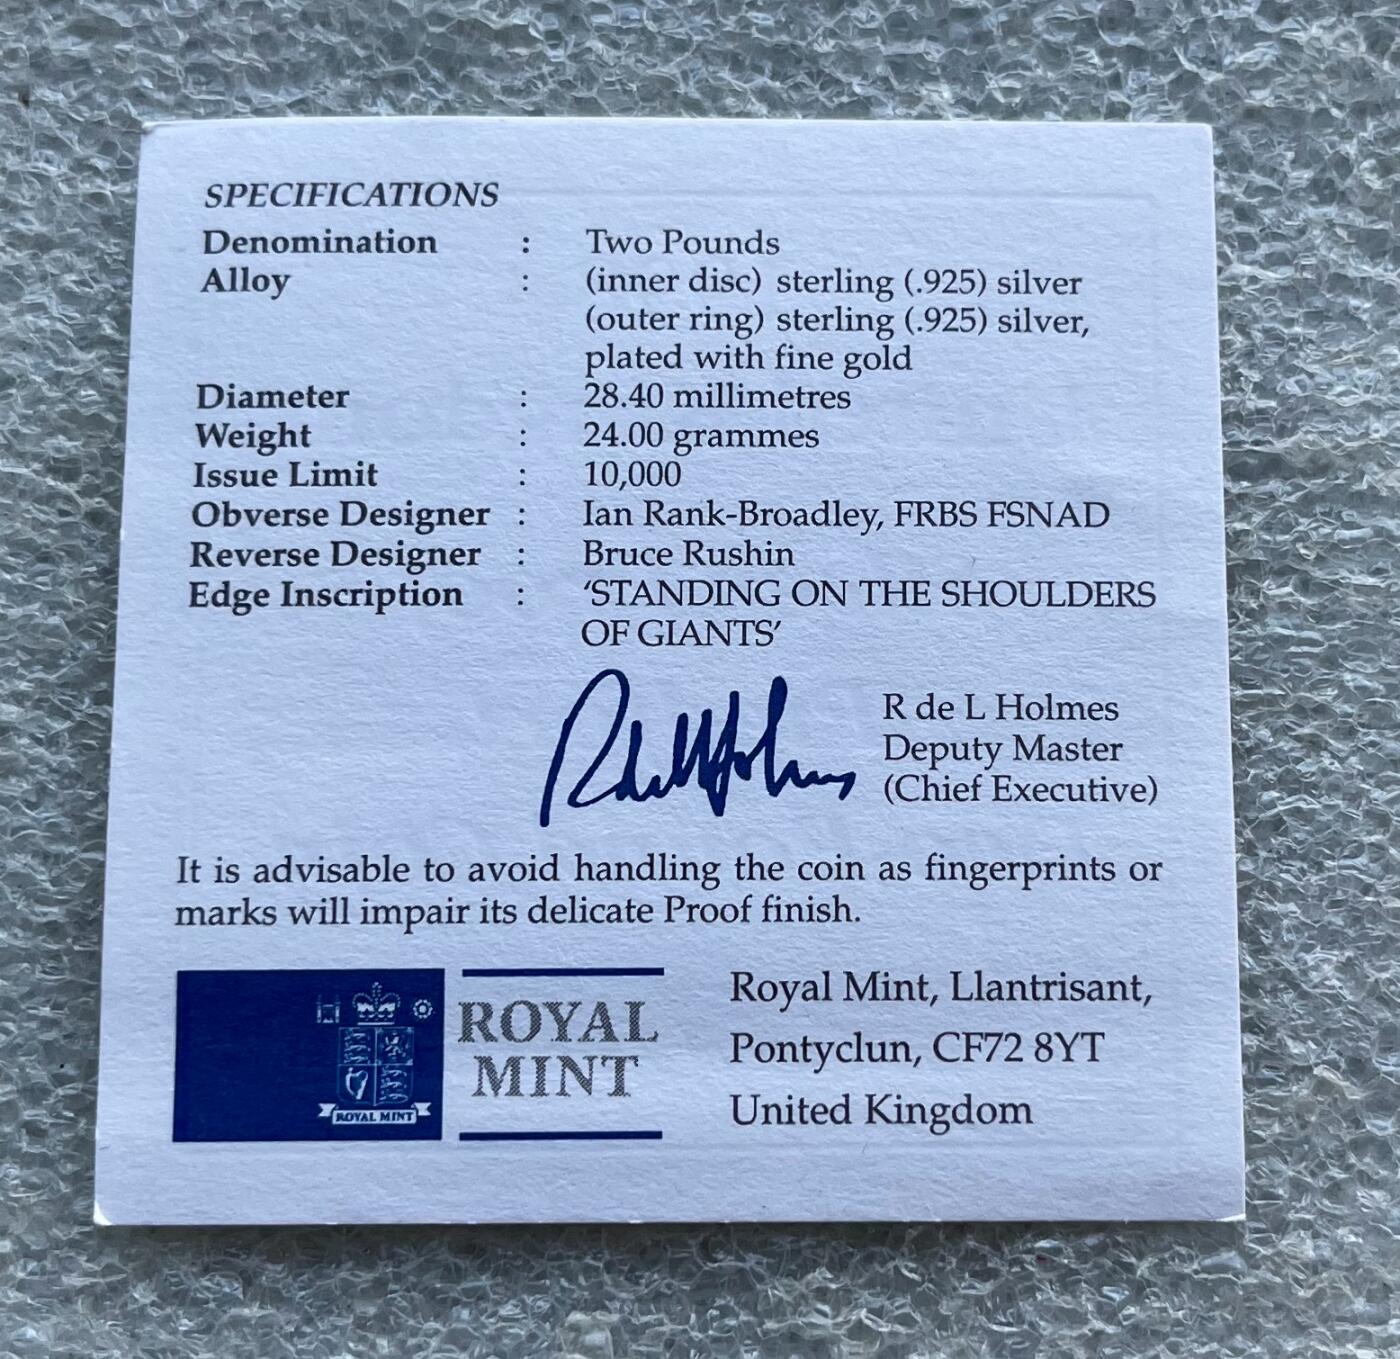 SPECIFICATIONS
Denomination : Two Pounds
Alloy : (inner disc) sterling (.925) silver
(outer ring) sterling (.925) silver,
plated with fine gold
Diameter : 28.40 millimetres
Weight : 24.00 grammes
Issue Limit : 10,000
Obverse Designer : Ian Rank-Broadley, FRBS FSNAD
Reverse Designer : Bruce Rushin
Edge Inscription : ‘STANDING ON THE SHOULDERS
OF GIANTS’
R de L Holmes
Deputy Master
(Chief Executive)
It is advisable to avoid handling the coin as fingerprints or
marks will impair its delicate Proof finish.
ROYAL MINT
ROYAL
MINT
Royal Mint, Llantrisant,
Pontyclun, CF72 8YT
United Kingdom